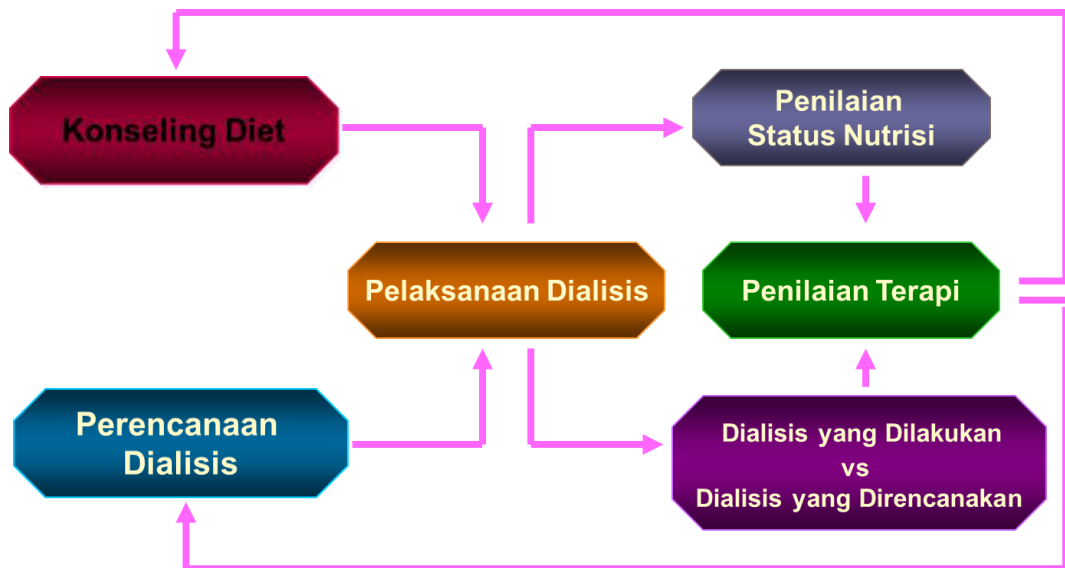 Konseling Diet
Penilaian
Status Nutrisi
Pelaksanaan Dialisis
Penilaian Terapi
Perencanaan
Dialisis
Dialisis yang Dilakukan
vs
Dialisis yang Direncanakan